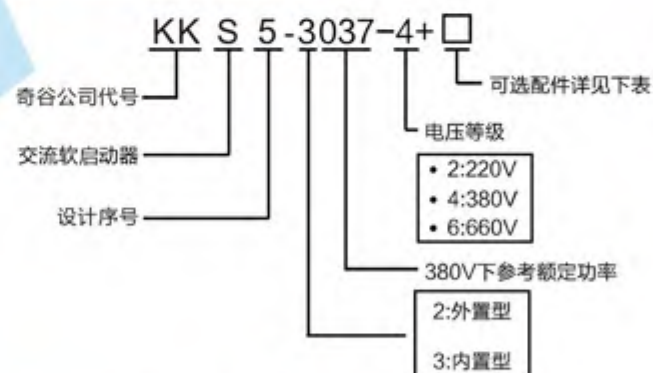 KK S 5-3037-4+□
奇谷公司代号
可选配件详见下表
电压等级
交流软启动器
• 2:220V
• 4:380V
• 6:660V
设计序号
380V下参考额定功率
2:外置型
3:内置型